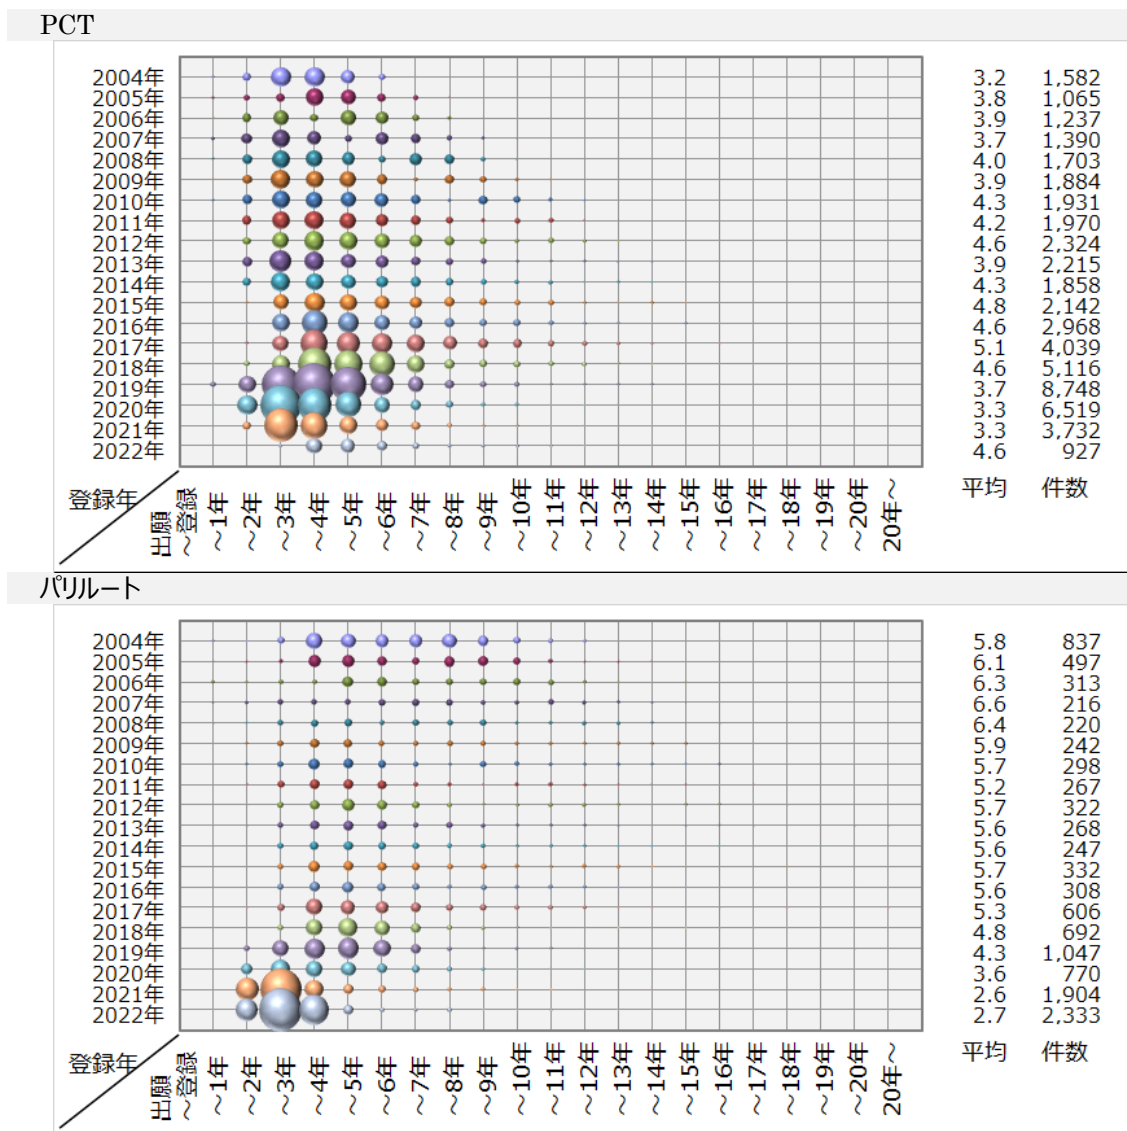 PCT
2004年 3.2 1,582
2005年 3.8 1,065
2006年 3.9 1,237
2007年 3.7 1,390
2008年 4.0 1,703
2009年 3.9 1,884
2010年 4.3 1,931
2011年 4.2 1,970
2012年 4.6 2,324
2013年 3.9 2,215
2014年 4.3 1,858
2015年 4.8 2,142
2016年 4.6 2,968
2017年 5.1 4,039
2018年 4.6 5,116
2019年 3.7 8,748
2020年 3.3 6,519
2021年 3.3 3,732
2022年 4.6 927
登録年 出願～登録 ～1年 ～2年 ～3年 ～4年 ～5年 ～6年 ～7年 ～8年 ～9年 ～10年 ～11年 ～12年 ～13年 ～14年 ～15年 ～16年 ～17年 ～18年 ～19年 ～20年 20年～ 平均 件数
パリルート
2004年 5.8 837
2005年 6.1 497
2006年 6.3 313
2007年 6.6 216
2008年 6.4 220
2009年 5.9 242
2010年 5.7 298
2011年 5.2 267
2012年 5.7 322
2013年 5.6 268
2014年 5.6 247
2015年 5.7 332
2016年 5.6 308
2017年 5.3 606
2018年 4.8 692
2019年 4.3 1,047
2020年 3.6 770
2021年 2.6 1,904
2022年 2.7 2,333
登録年 出願～登録 ～1年 ～2年 ～3年 ～4年 ～5年 ～6年 ～7年 ～8年 ～9年 ～10年 ～11年 ～12年 ～13年 ～14年 ～15年 ～16年 ～17年 ～18年 ～19年 ～20年 20年～ 平均 件数